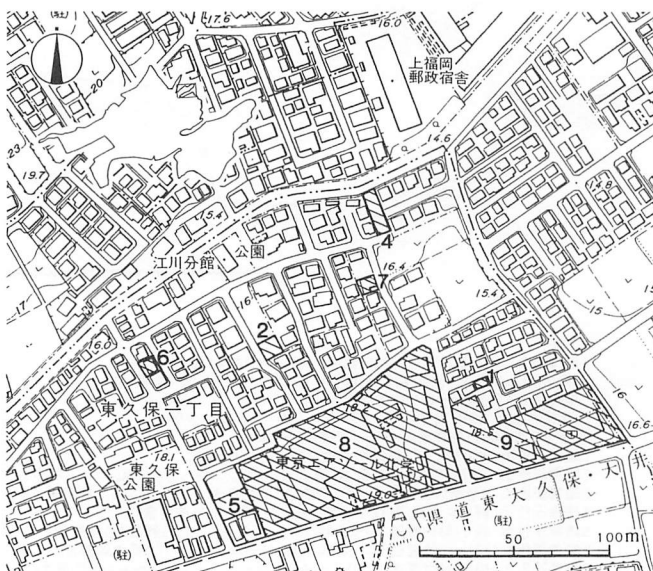 (駐)
17.6
16.0
上福岡
郵政宿舎
20
14.6
23
19.7
14.8
15.4
公園
4
江川分館
7
16.4
15.4
17
16
15
15.
2
16.0
6
1
東久保一丁目
18.2
16
8
18.5
9
16.6
18.1
東久保
公園
東京エアゾール化学
5
19.0
県道東大久保・大井
(駐)
(駐)
0
50
100m